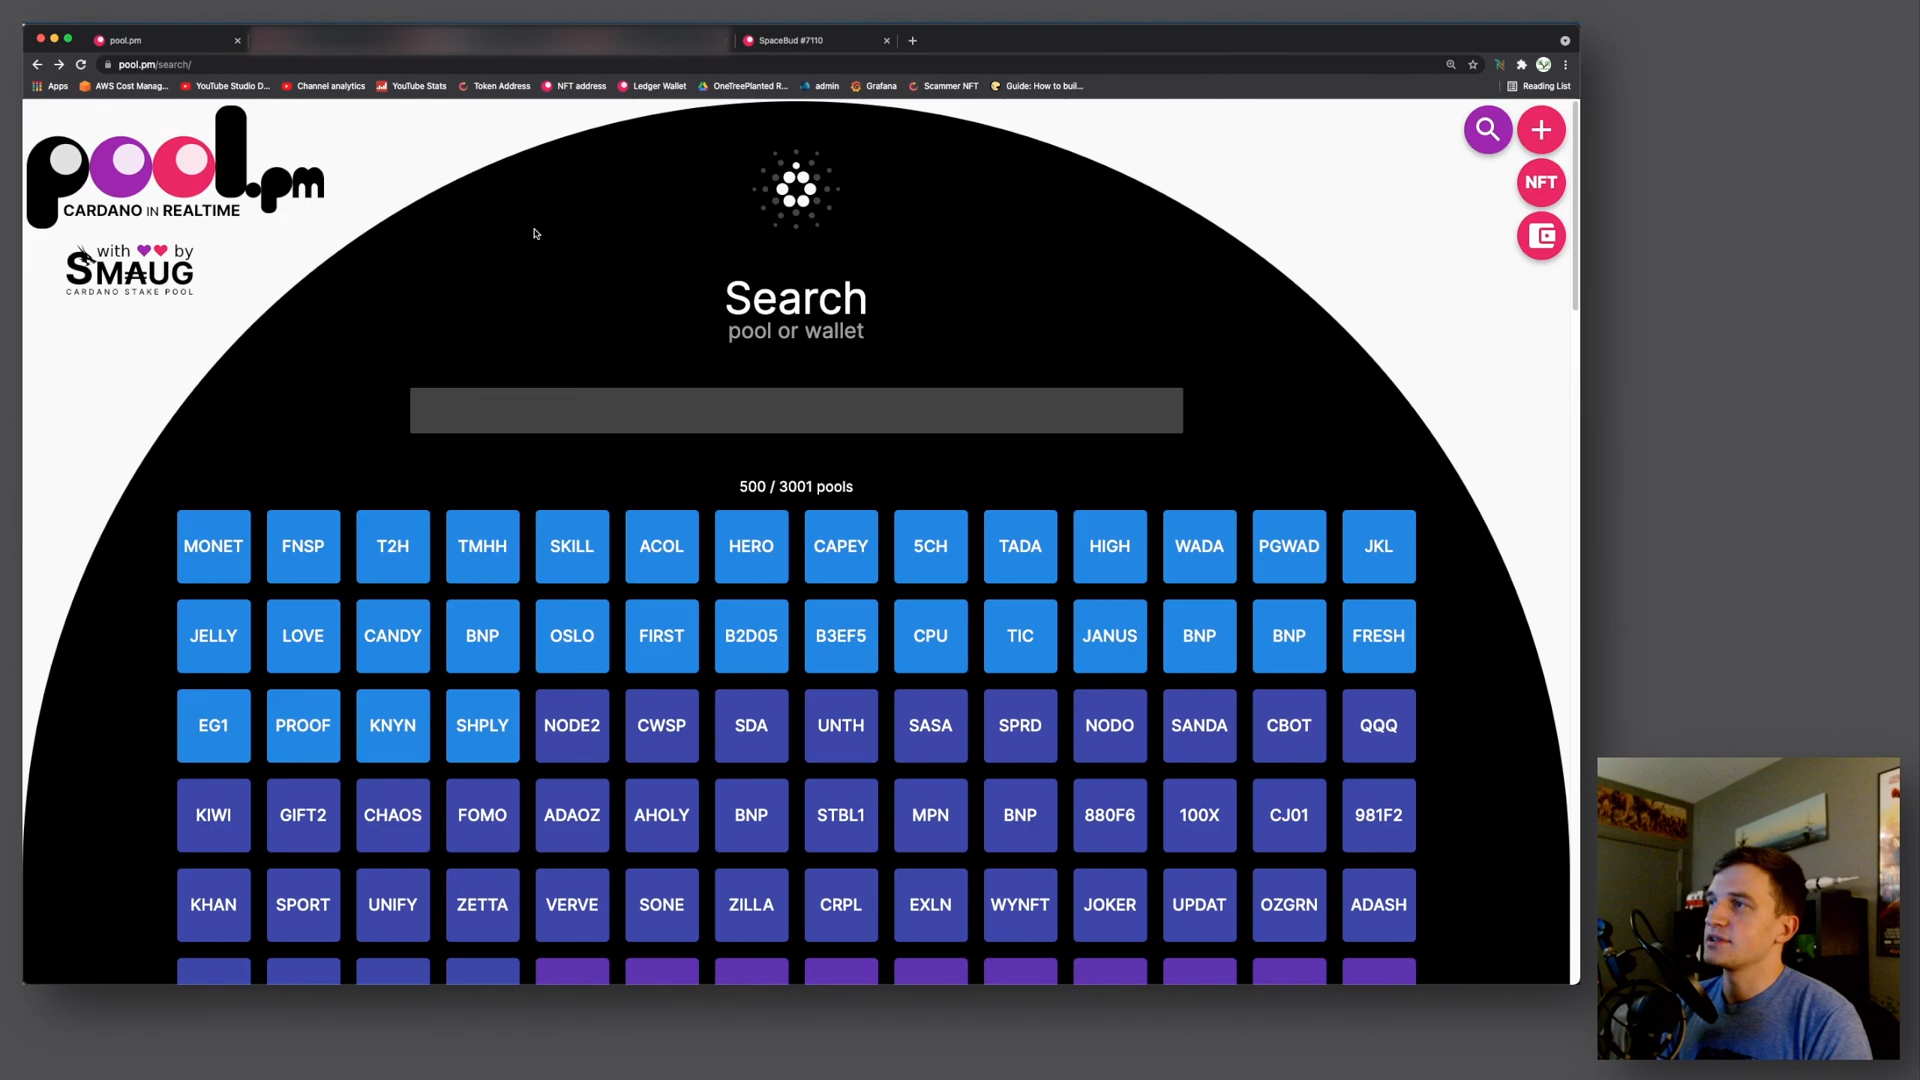 pool.pm
SpaceBud #7110
pool.pm/search/
Apps
AWS Cost Manag...
YouTube Studio D...
Channel analytics
YouTube Stats
Token Address
NFT address
Ledger Wallet
OneTreePlanted R...
admin
Grafana
Scammer NFT
Guide: How to buil...
Reading List
pool.pm
CARDANO IN REALTIME
with by
SMAUG
CARDANO STAKE POOL
NFT
Search
pool or wallet
500 / 3001 pools
MONET FNSP T2H TMHH SKILL ACOL HERO CAPEY 5CH TADA HIGH WADA PGWAD JKL
JELLY LOVE CANDY BNP OSLO FIRST B2D05 B3EF5 CPU TIC JANUS BNP BNP FRESH
EG1 PROOF KNYN SHPLY NODE2 CWSP SDA UNTH SASA SPRD NODO SANDA CBOT QQQ
KIWI GIFT2 CHAOS FOMO ADAOZ AHOLY BNP STBL1 MPN BNP 880F6 100X CJ01 981F2
KHAN SPORT UNIFY ZETTA VERVE SONE ZILLA CRPL EXLN WYNFT JOKER UPDAT OZGRN ADASH